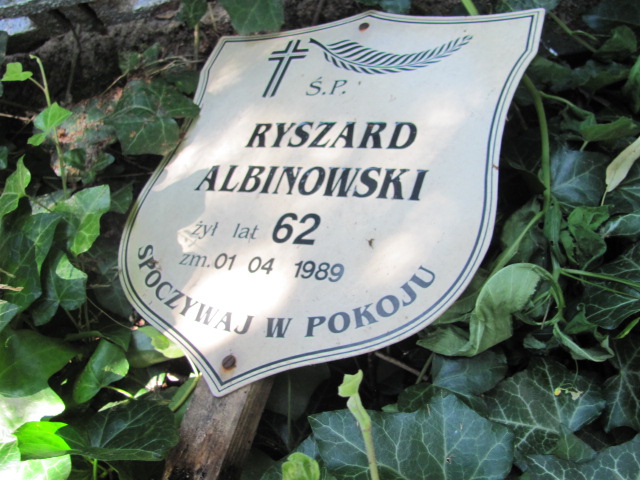 Ś.P.
RYSZARD
ALBINOWSKI
żył lat 62
zm. 01 04 1989
SPOCZYWAJ W POKOJU